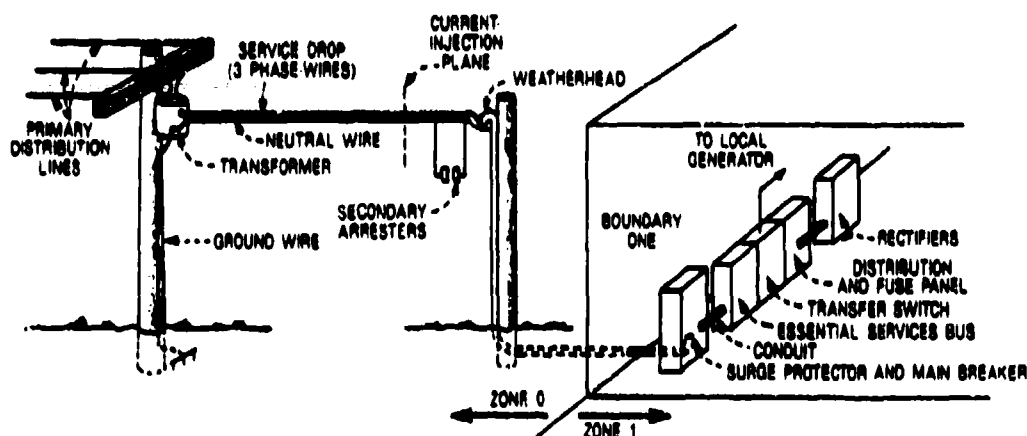 CURRENT-
INJECTION
PLANE
SERVICE DROP
(3 PHASE-WIRES)
WEATHERHEAD
PRIMARY
DISTRIBUTION
LINES
NEUTRAL WIRE
TRANSFORMER
TO LOCAL
GENERATOR
SECONDARY
ARRESTERS
BOUNDARY
ONE
GROUND WIRE
RECTIFIERS
DISTRIBUTION
AND FUSE PANEL
TRANSFER SWITCH
ESSENTIAL SERVICES BUS
CONDUIT
SURGE PROTECTOR AND MAIN BREAKER
ZONE 0
ZONE 1